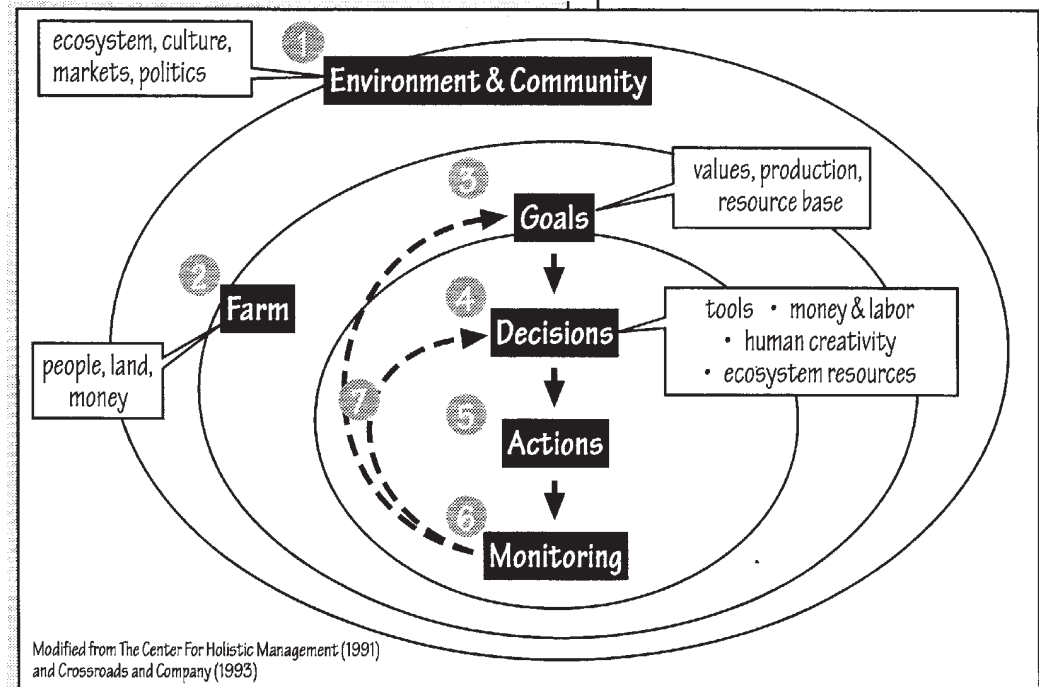 1
ecosystem, culture,
markets, politics
Environment & Community
3
values, production,
resource base
Goals
2
Farm
people, land,
money
4
Decisions
tools • money & labor
• human creativity
• ecosystem resources
7
5
Actions
6
Monitoring
Modified from The Center For Holistic Management (1991)
and Crossroads and Company (1993)